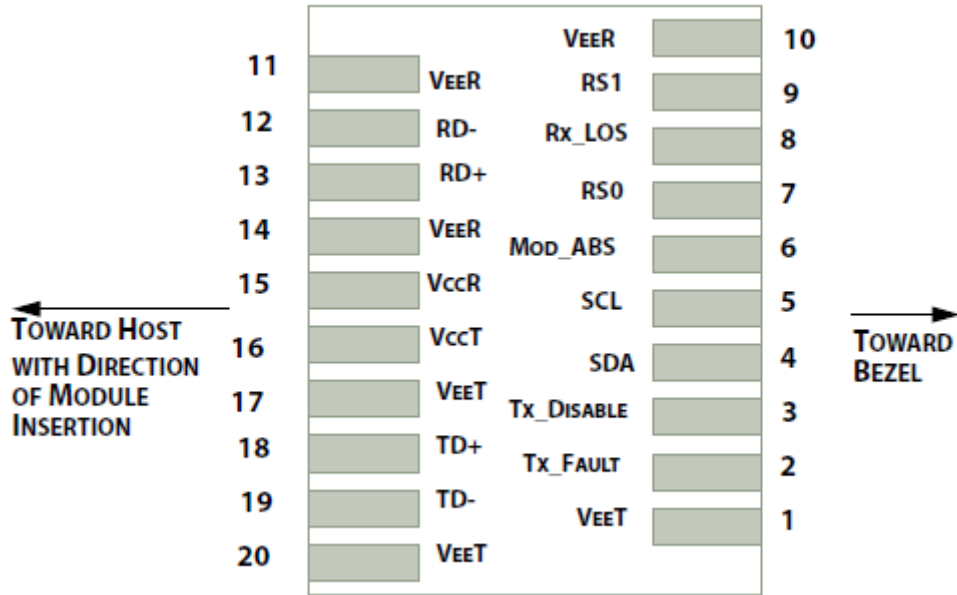 VEER
10
11
VEER
RS1
9
12
RD-
Rx_LOS
8
13
RD+
RS0
7
14
VEER
MOD_ABS
6
15
VCCR
SCL
5
TOWARD HOST
WITH DIRECTION
OF MODULE
INSERTION
16
VCCT
SDA
4
TOWARD
BEZEL
17
VEET
TX_DISABLE
3
18
TD+
TX_FAULT
2
19
TD-
VEET
1
20
VEET